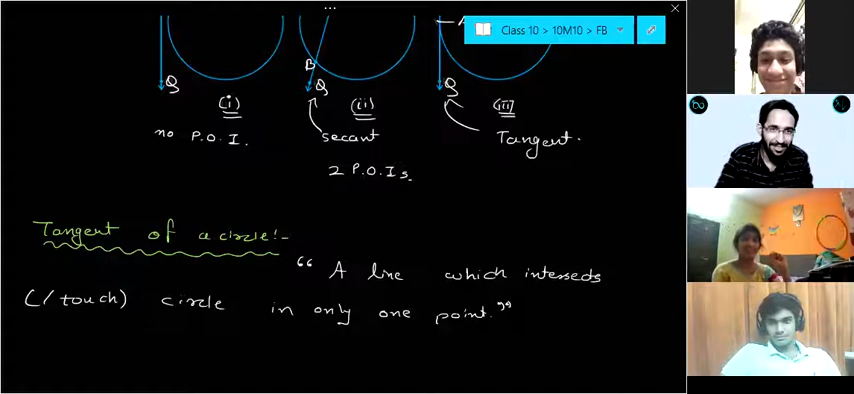 ...
A
Class 10 > 10M10 > FB
B
Q
Q
Q
(i)
(ii)
(iii)
no P.O.I.
secant
Tangent.
2 P.O.Is.
Tangent of a circle:-
“ A line which interseds
(/touch) circle in only one point.”